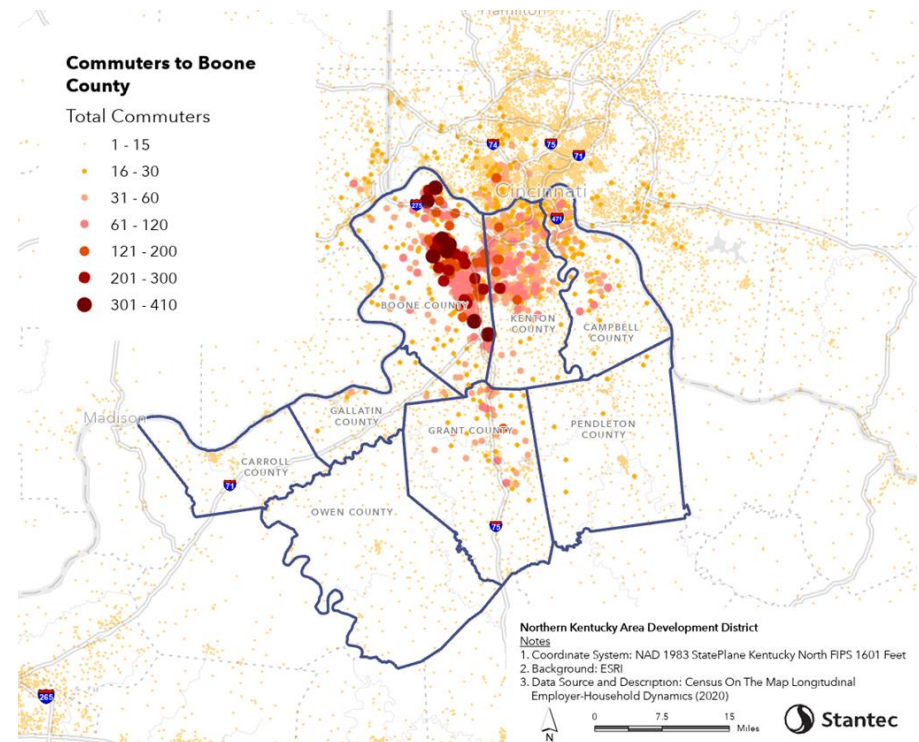 Hamilton
Commuters to Boone
County
Total Commuters
1 - 15
16 - 30
31 - 60
61 - 120
121 - 200
201 - 300
301 - 410
74
75
71
Cincinnati
275
471
BOONE COUNTY
KENTON
COUNTY
CAMPBELL
COUNTY
GALLATIN
COUNTY
Madison
GRANT COUNTY
PENDLETON
COUNTY
CARROLL
COUNTY
71
OWEN COUNTY
75
265
Northern Kentucky Area Development District
Notes
1. Coordinate System: NAD 1983 StatePlane Kentucky North FIPS 1601 Feet
2. Background: ESRI
3. Data Source and Description: Census On The Map Longitudinal
Employer-Household Dynamics (2020)
N
0 7.5 15
Miles
Stantec